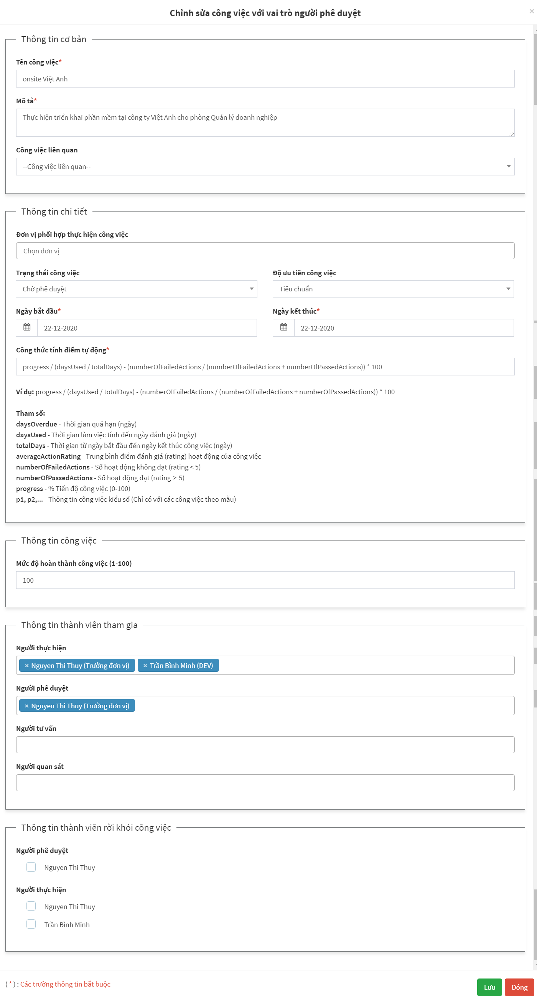 Chỉnh sửa công việc với vai trò người phê duyệt
×
Thông tin cơ bản
Tên công việc*
onsite Việt Anh
Mô tả*
Thực hiện triển khai phần mềm tại công ty Việt Anh cho phòng Quản lý doanh nghiệp
Công việc liên quan
--Công việc liên quan--
Thông tin chi tiết
Đơn vị phối hợp thực hiện công việc
Chọn đơn vị
Trạng thái công việc
Độ ưu tiên công việc
Chờ phê duyệt
Tiêu chuẩn
Ngày bắt đầu*
Ngày kết thúc*
22-12-2020
22-12-2020
Công thức tính điểm tự động*
progress / (daysUsed / totalDays) - (numberOfFailedActions / (numberOfFailedActions + numberOfPassedActions)) * 100
Ví dụ: progress / (daysUsed / totalDays) - (numberOfFailedActions / (numberOfFailedActions + numberOfPassedActions)) * 100
Tham số:
daysOverdue - Thời gian quá hạn (ngày)
daysUsed - Thời gian làm việc tính đến ngày đánh giá (ngày)
totalDays - Thời gian từ ngày bắt đầu đến ngày kết thúc công việc (ngày)
averageActionRating - Trung bình điểm đánh giá (rating) hoạt động của công việc
numberOfFailedActions - Số hoạt động không đạt (rating < 5)
numberOfPassedActions - Số hoạt động đạt (rating ≥ 5)
progress - % Tiến độ công việc (0-100)
p1, p2,... - Thông tin công việc kiểu số (Chỉ có với các công việc theo mẫu)
Thông tin công việc
Mức độ hoàn thành công việc (1-100)
100
Thông tin thành viên tham gia
Người thực hiện
× Nguyen Thi Thuy (Trưởng đơn vị) × Trần Bình Minh (DEV)
Người phê duyệt
× Nguyen Thi Thuy (Trưởng đơn vị)
Người tư vấn
Người quan sát
Thông tin thành viên rời khỏi công việc
Người phê duyệt
Nguyen Thi Thuy
Người thực hiện
Nguyen Thi Thuy
Trần Bình Minh
( * ) : Các trường thông tin bắt buộc
Lưu
Đóng